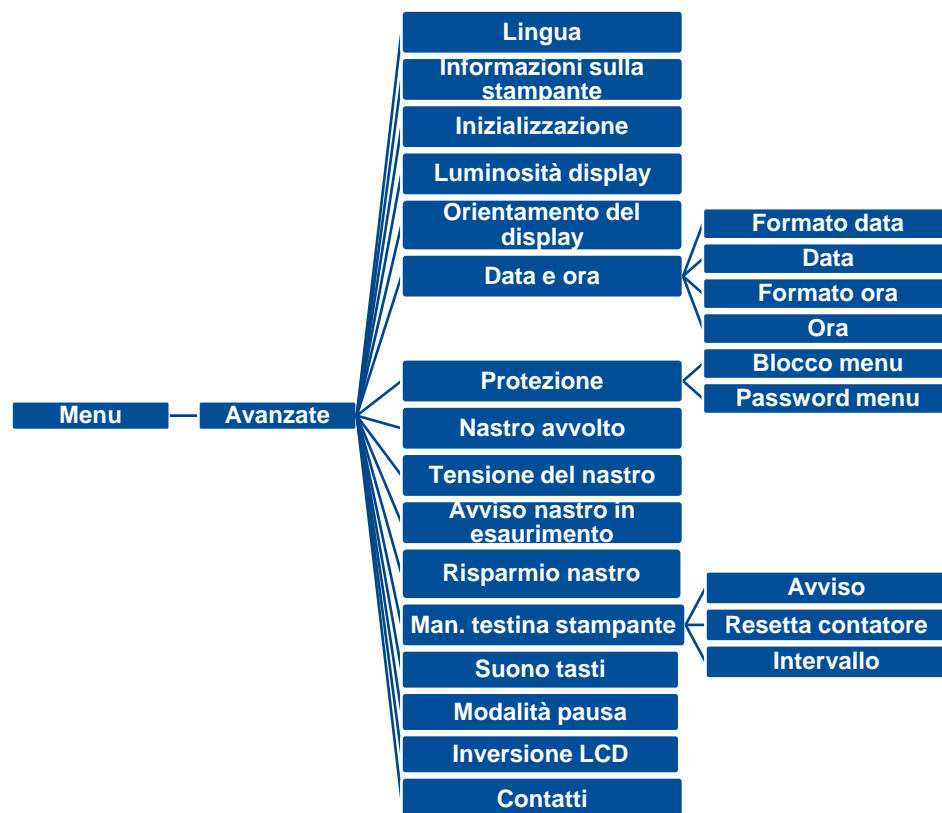 Menu
Avanzate
Lingua
Informazioni sulla
stampante
Inizializzazione
Luminosità display
Orientamento del
display
Data e ora
Formato data
Data
Formato ora
Ora
Protezione
Blocco menu
Password menu
Nastro avvolto
Tensione del nastro
Avviso nastro in
esaurimento
Risparmio nastro
Man. testina stampante
Avviso
Resetta contatore
Intervallo
Suono tasti
Modalità pausa
Inversione LCD
Contatti